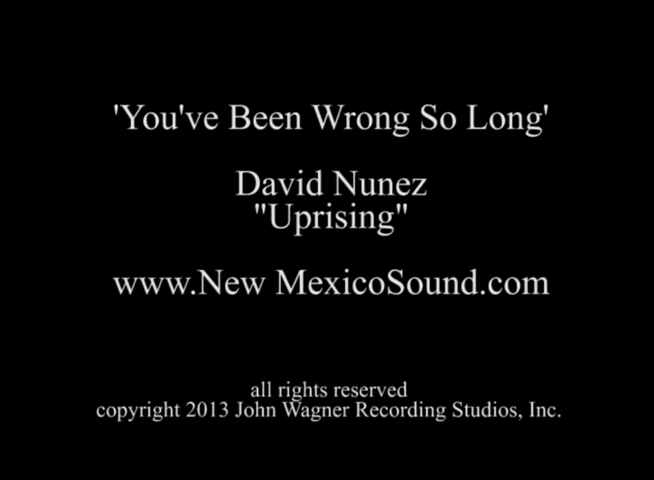 'You've Been Wrong So Long'
David Nunez
"Uprising"
www.New MexicoSound.com
all rights reserved
copyright 2013 John Wagner Recording Studios, Inc.